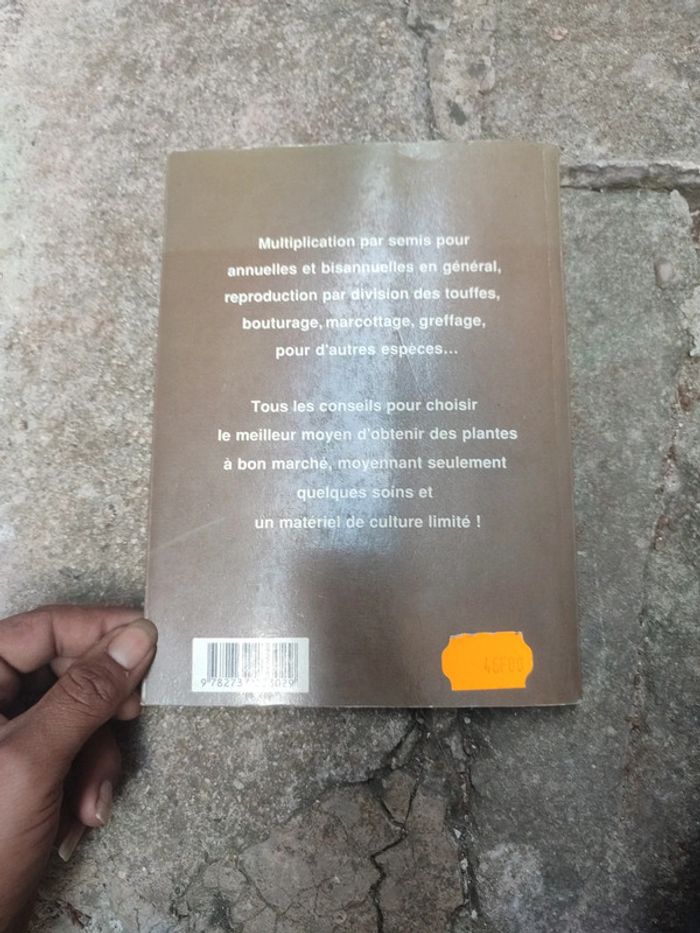 Multiplication par semis pour
annuelles et bisannuelles en général,
reproduction par division des touffes,
bouturage, marcottage, greffage,
pour d'autres espèces...
Tous les conseils pour choisir
le meilleur moyen d'obtenir des plantes
à bon marché, moyennant seulement
quelques soins et
un matériel de culture limité !
46F00